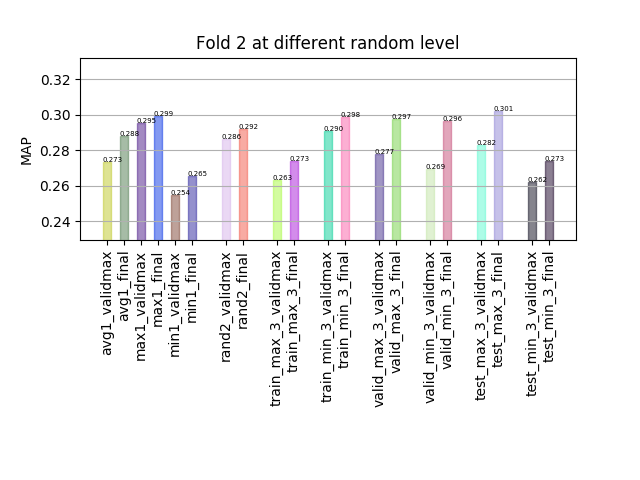 Fold 2 at different random level
MAP
0.32
0.30
0.28
0.26
0.24
0.273
0.288
0.295
0.299
0.254
0.265
0.286
0.292
0.263
0.273
0.290
0.298
0.277
0.297
0.269
0.296
0.282
0.301
0.262
0.273
avg1_validmax
avg1_final
max1_validmax
max1_final
min1_validmax
min1_final
rand2_validmax
rand2_final
train_max_3_validmax
train_max_3_final
train_min_3_validmax
train_min_3_final
valid_max_3_validmax
valid_max_3_final
valid_min_3_validmax
valid_min_3_final
test_max_3_validmax
test_max_3_final
test_min_3_validmax
test_min_3_final